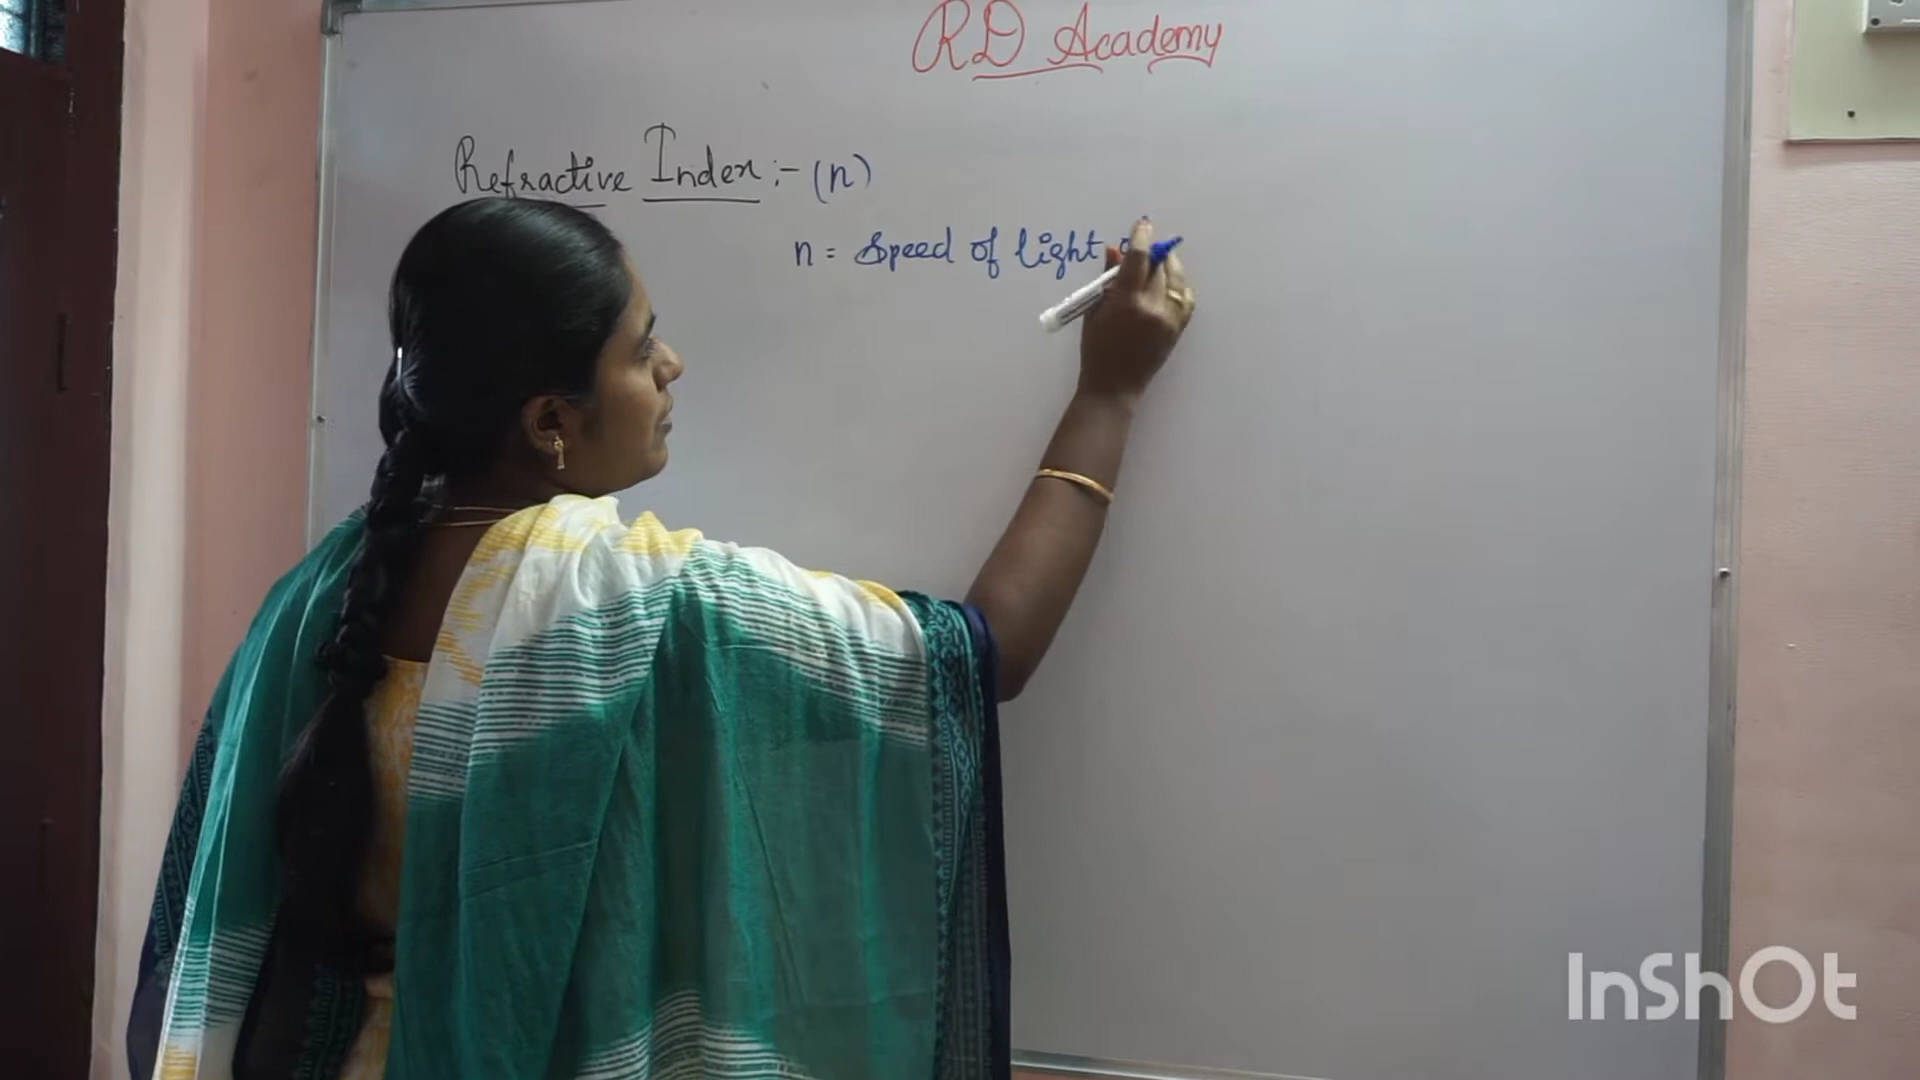 RD Academy
Refractive Index :- (n)
n = Speed of light
InShOt